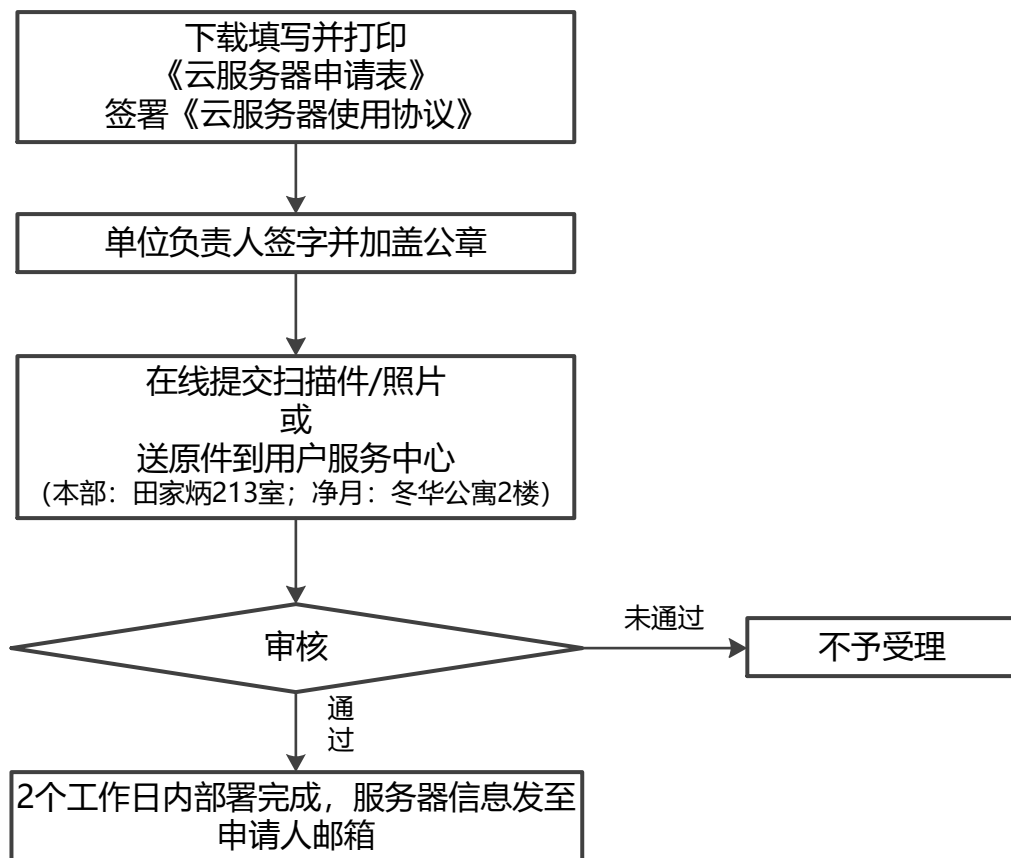 下载填写并打印
《云服务器申请表》
签署《云服务器使用协议》
单位负责人签字并加盖公章
在线提交扫描件/照片
或
送原件到用户服务中心
（本部：田家炳213室；净月：冬华公寓2楼）
审核
未通过
不予受理
通
过
2个工作日内部署完成，服务器信息发至
申请人邮箱